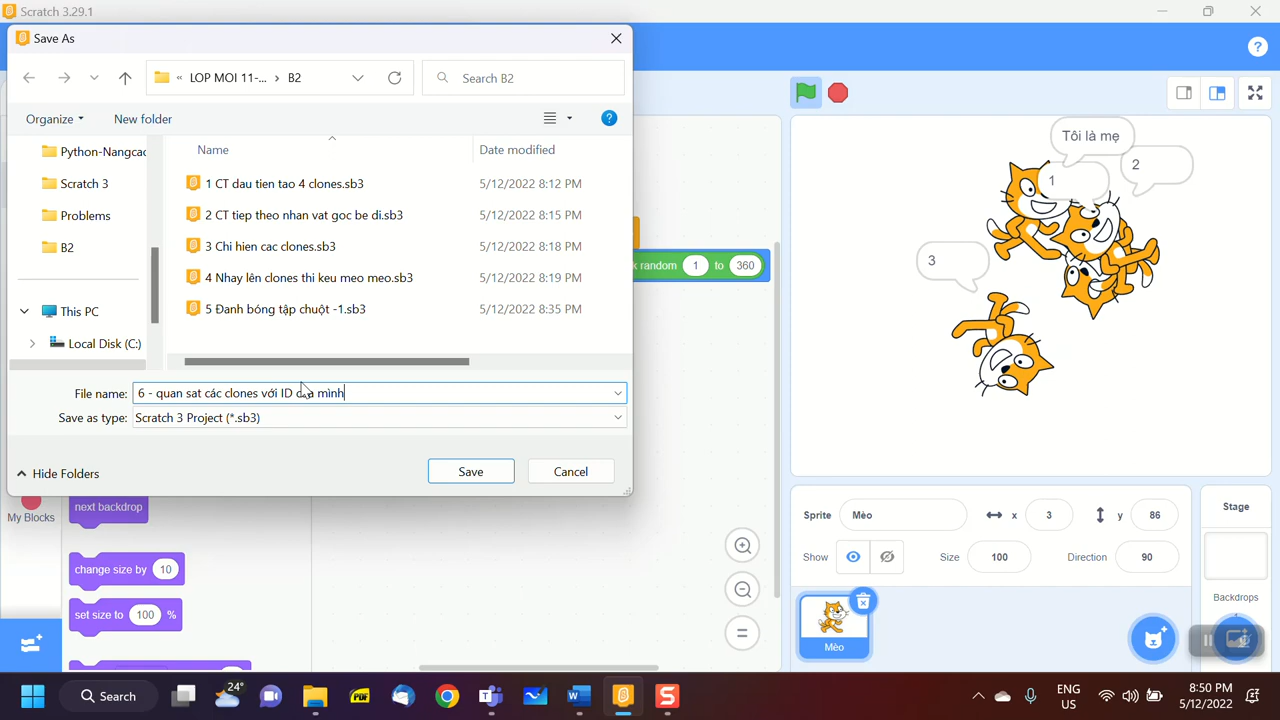 Scratch 3.29.1
Save As
« LOP MOI 11-... › B2
Search B2
Organize
New folder
Name
Date modified
Python-Nangcac
Scratch 3
Problems
B2
This PC
Local Disk (C:)
1 CT dau tien tao 4 clones.sb3 5/12/2022 8:12 PM
2 CT tiep theo nhan vat goc be di.sb3 5/12/2022 8:15 PM
3 Chi hien cac clones.sb3 5/12/2022 8:18 PM
4 Nhay lên clones thi keu meo meo.sb3 5/12/2022 8:19 PM
5 Đanh bóng tập chuột -1.sb3 5/12/2022 8:35 PM
File name: 6 - quan sat các clones với ID của mình
Save as type: Scratch 3 Project (*.sb3)
Hide Folders
Save
Cancel
random 1 to 360
Tôi là mẹ
1
2
3
My Blocks
next backdrop
change size by 10
set size to 100 %
Sprite Mèo x 3 y 86
Show Size 100 Direction 90
Mèo
Stage
Backdrops
24°
Search
PDF
ENG
US
8:50 PM
5/12/2022